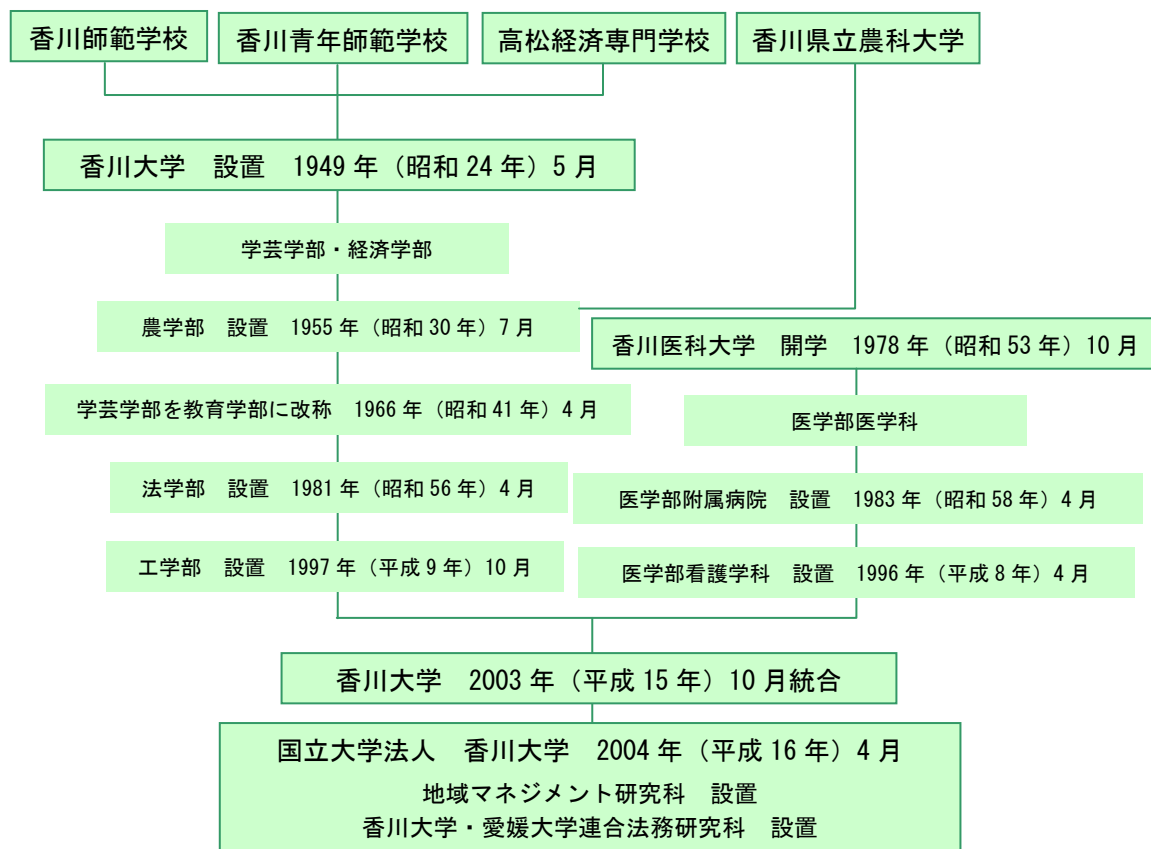 香川師範学校
香川青年師範学校
高松経済専門学校
香川県立農科大学
香川大学　設置　1949 年（昭和 24 年）5 月
学芸学部・経済学部
農学部　設置　1955 年（昭和 30 年）7 月
香川医科大学　開学　1978 年（昭和 53 年）10 月
学芸学部を教育学部に改称　1966 年（昭和 41 年）4 月
医学部医学科
法学部　設置　1981 年（昭和 56 年）4 月
医学部附属病院　設置　1983 年（昭和 58 年）4 月
工学部　設置　1997 年（平成 9 年）10 月
医学部看護学科　設置　1996 年（平成 8 年）4 月
香川大学　2003 年（平成 15 年）10 月統合
国立大学法人　香川大学　2004 年（平成 16 年）4 月
地域マネジメント研究科　設置
香川大学・愛媛大学連合法務研究科　設置